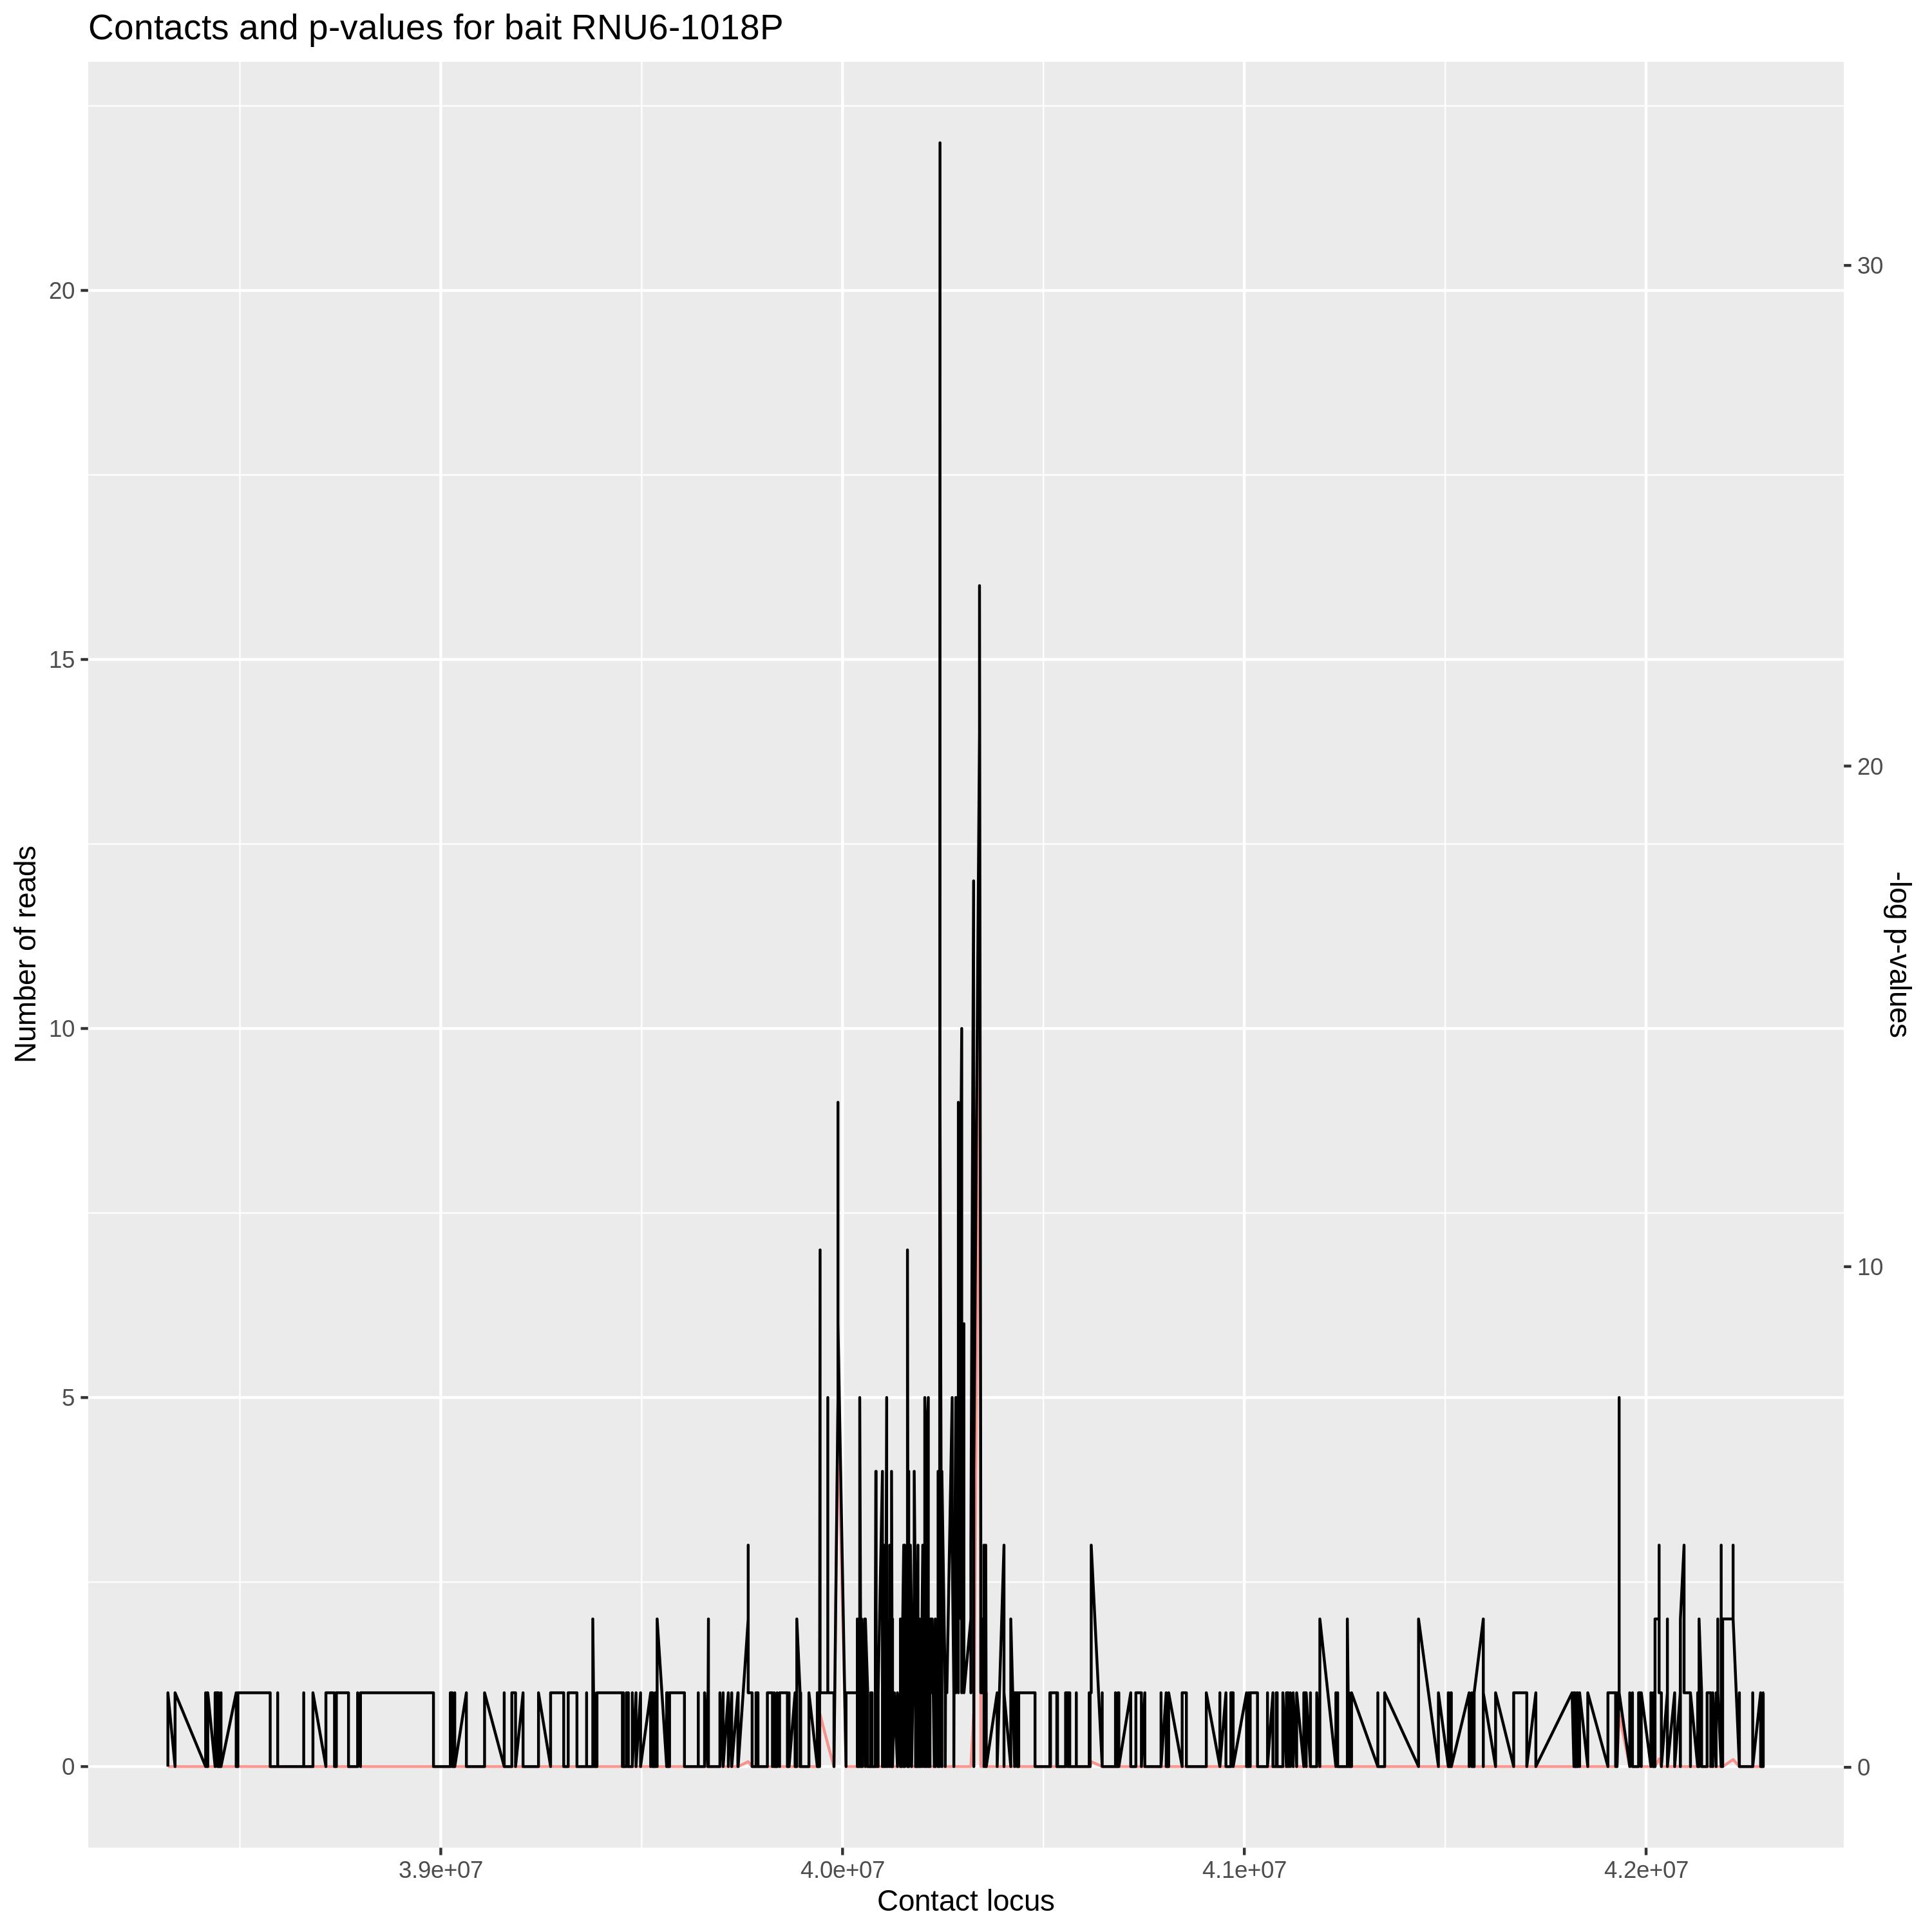 Contacts and p-values for bait RNU6-1018P
Number of reads
20
15
10
5
0
30
20
10
0
-log p-values
3.9e+07
4.0e+07
4.1e+07
4.2e+07
Contact locus